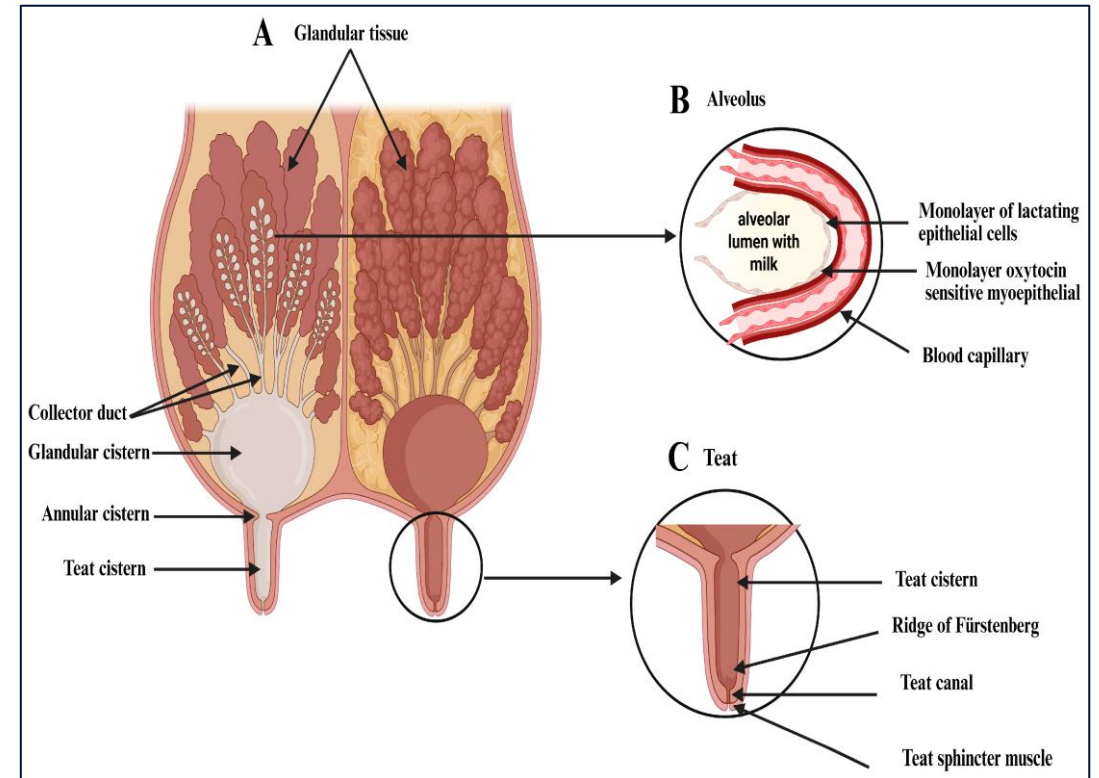 A Glandular tissue
B Alveolus
alveolar
lumen with
milk
Monolayer of lactating
epithelial cells
Monolayer oxytocin
sensitive myoepithelial
Blood capillary
Collector duct
Glandular cistern
Annular cistern
Teat cistern
C Teat
Teat cistern
Ridge of Fürstenberg
Teat canal
Teat sphincter muscle